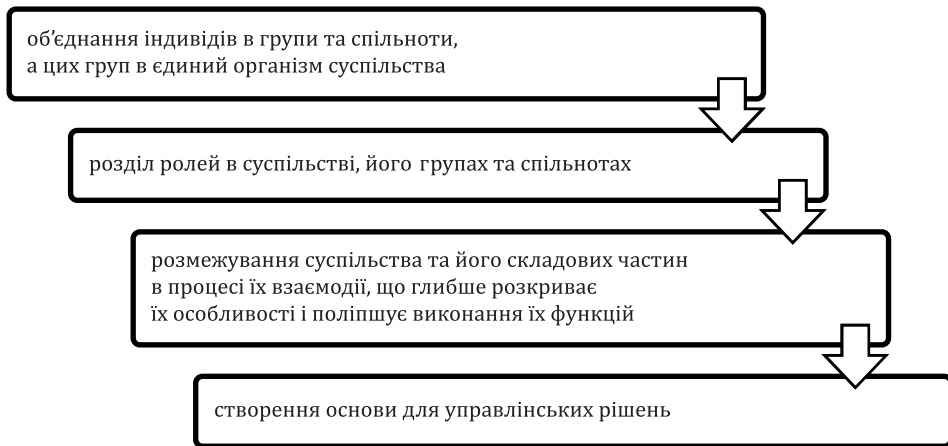 об’єднання індивідів в групи та спільноти,
а цих груп в єдиний організм суспільства
розділ ролей в суспільстві, його групах та спільнотах
розмежування суспільства та його складових частин
в процесі їх взаємодії, що глибше розкриває
їх особливості і поліпшує виконання їх функцій
створення основи для управлінських рішень